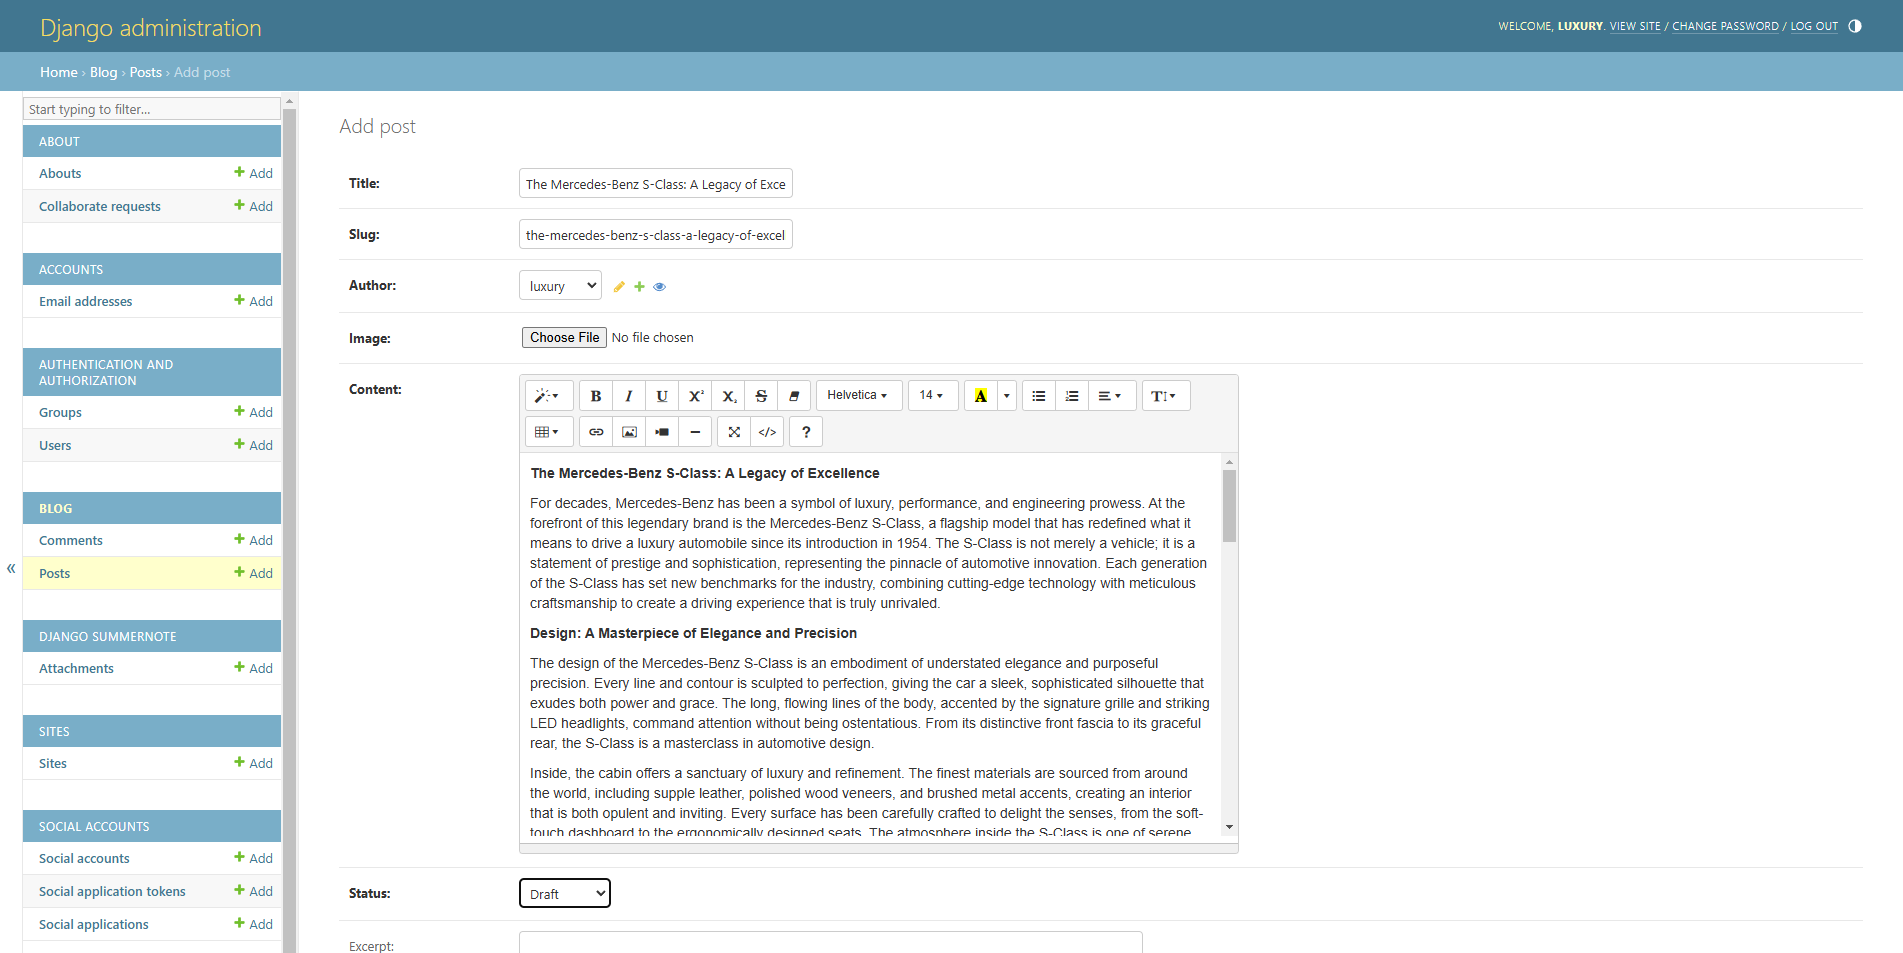 Django administration
WELCOME, LUXURY. VIEW SITE / CHANGE PASSWORD / LOG OUT
Home › Blog › Posts › Add post
Start typing to filter...
ABOUT
Abouts Add
Collaborate requests Add
ACCOUNTS
Email addresses Add
AUTHENTICATION AND
AUTHORIZATION
Groups Add
Users Add
BLOG
Comments Add
«
Posts Add
DJANGO SUMMERNOTE
Attachments Add
SITES
Sites Add
SOCIAL ACCOUNTS
Social accounts Add
Social application tokens Add
Social applications Add
Add post
Title: The Mercedes-Benz S-Class: A Legacy of Exce
Slug: the-mercedes-benz-s-class-a-legacy-of-excel
Author: luxury
Image: Choose File No file chosen
Content:
B I U X² X₂ S Helvetica 14 A T
</> ?
The Mercedes-Benz S-Class: A Legacy of Excellence
For decades, Mercedes-Benz has been a symbol of luxury, performance, and engineering prowess. At the
forefront of this legendary brand is the Mercedes-Benz S-Class, a flagship model that has redefined what it
means to drive a luxury automobile since its introduction in 1954. The S-Class is not merely a vehicle; it is a
statement of prestige and sophistication, representing the pinnacle of automotive innovation. Each generation
of the S-Class has set new benchmarks for the industry, combining cutting-edge technology with meticulous
craftsmanship to create a driving experience that is truly unrivaled.
Design: A Masterpiece of Elegance and Precision
The design of the Mercedes-Benz S-Class is an embodiment of understated elegance and purposeful
precision. Every line and contour is sculpted to perfection, giving the car a sleek, sophisticated silhouette that
exudes both power and grace. The long, flowing lines of the body, accented by the signature grille and striking
LED headlights, command attention without being ostentatious. From its distinctive front fascia to its graceful
rear, the S-Class is a masterclass in automotive design.
Inside, the cabin offers a sanctuary of luxury and refinement. The finest materials are sourced from around
the world, including supple leather, polished wood veneers, and brushed metal accents, creating an interior
that is both opulent and inviting. Every surface has been carefully crafted to delight the senses, from the soft-
touch dashboard to the ergonomically designed seats. The atmosphere inside the S-Class is one of serene
Status: Draft
Excerpt: